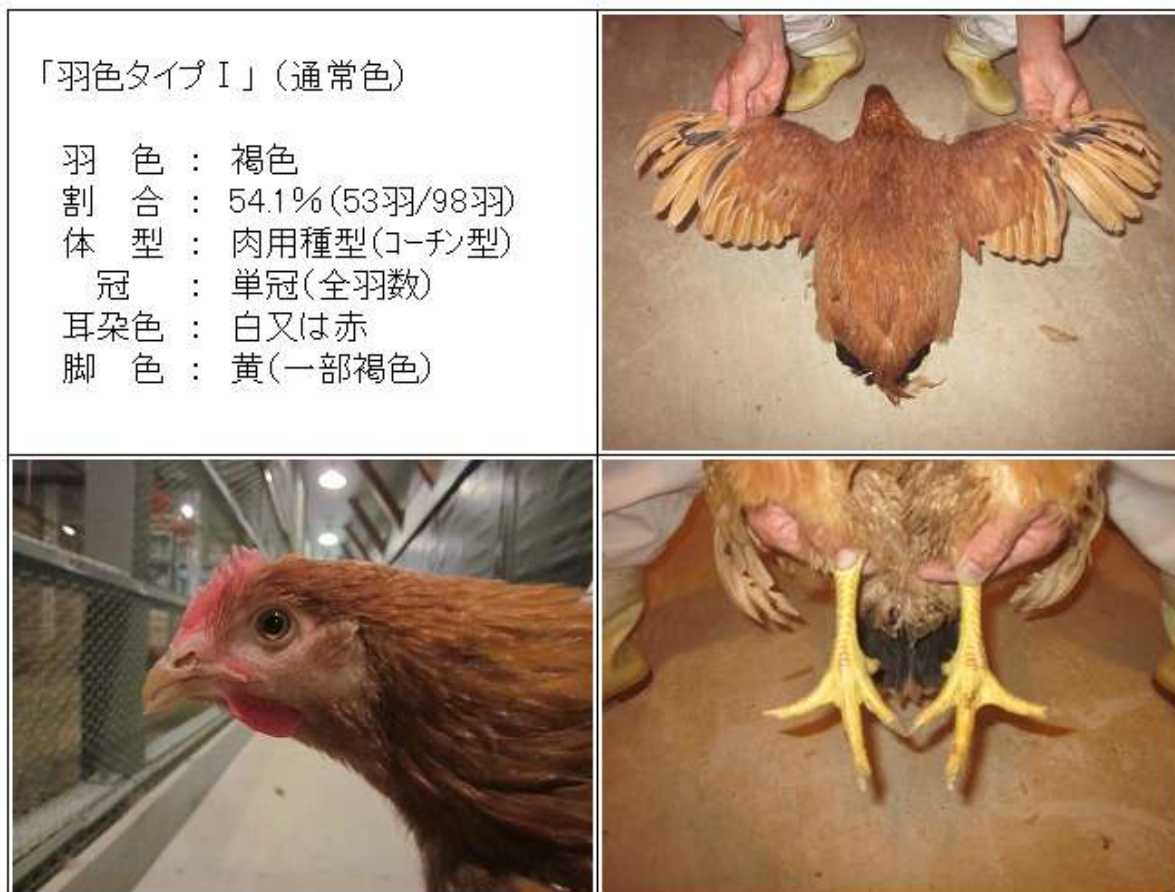 「羽色タイプⅠ」(通常色)
羽 色 : 褐色
割 合 : 54.1%(53羽/98羽)
体 型 : 肉用種型(コーチン型)
冠 : 単冠(全羽数)
耳朶色 : 白又は赤
脚 色 : 黄(一部褐色)